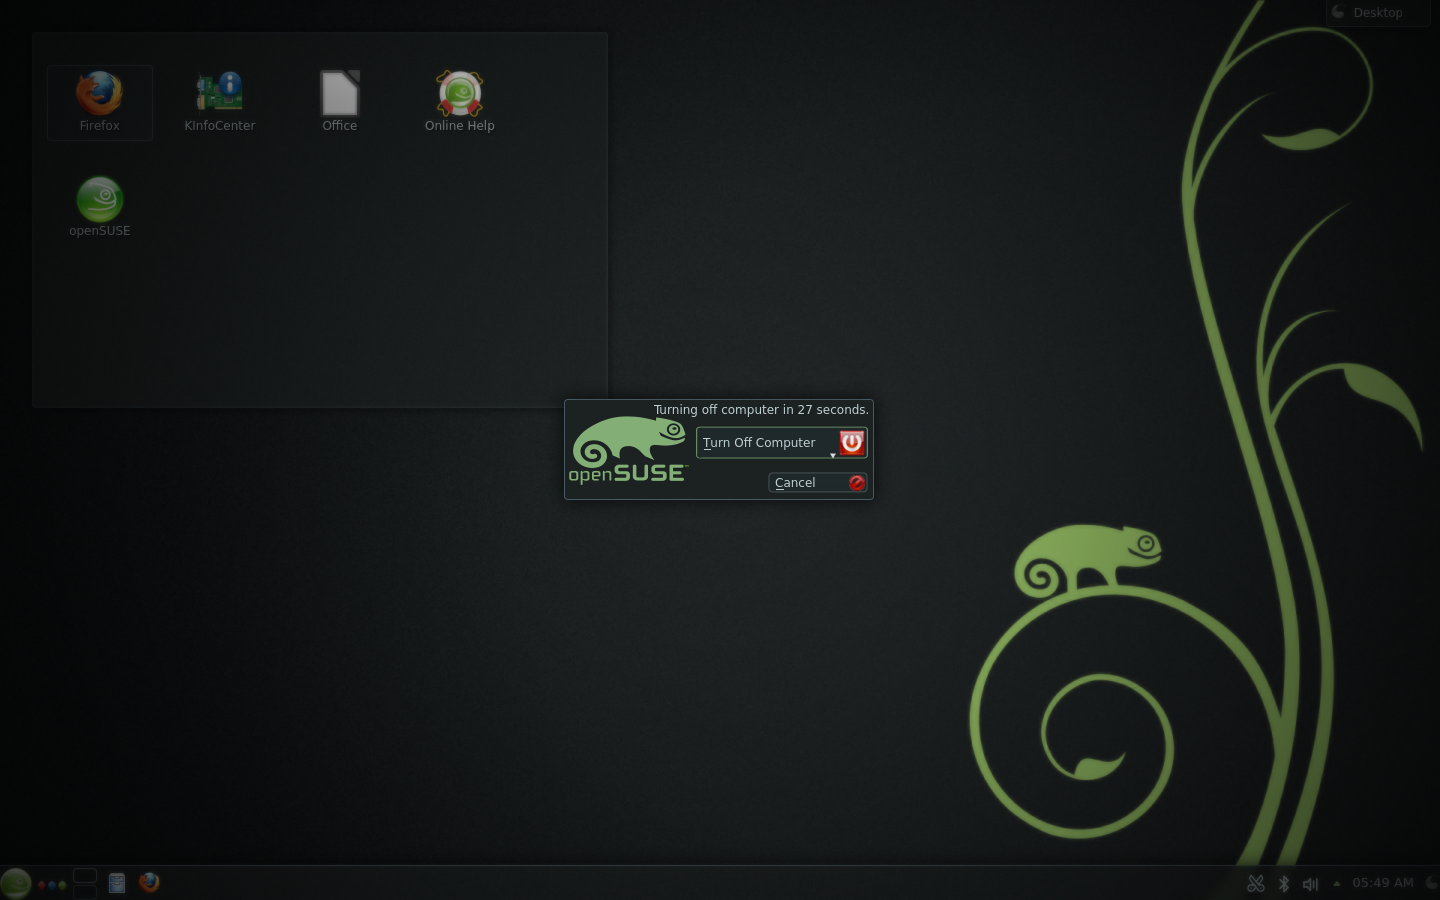 Desktop
Firefox
KInfoCenter
Office
Online Help
openSUSE
Turning off computer in 27 seconds.
Turn Off Computer
openSUSE™
Cancel
05:49 AM